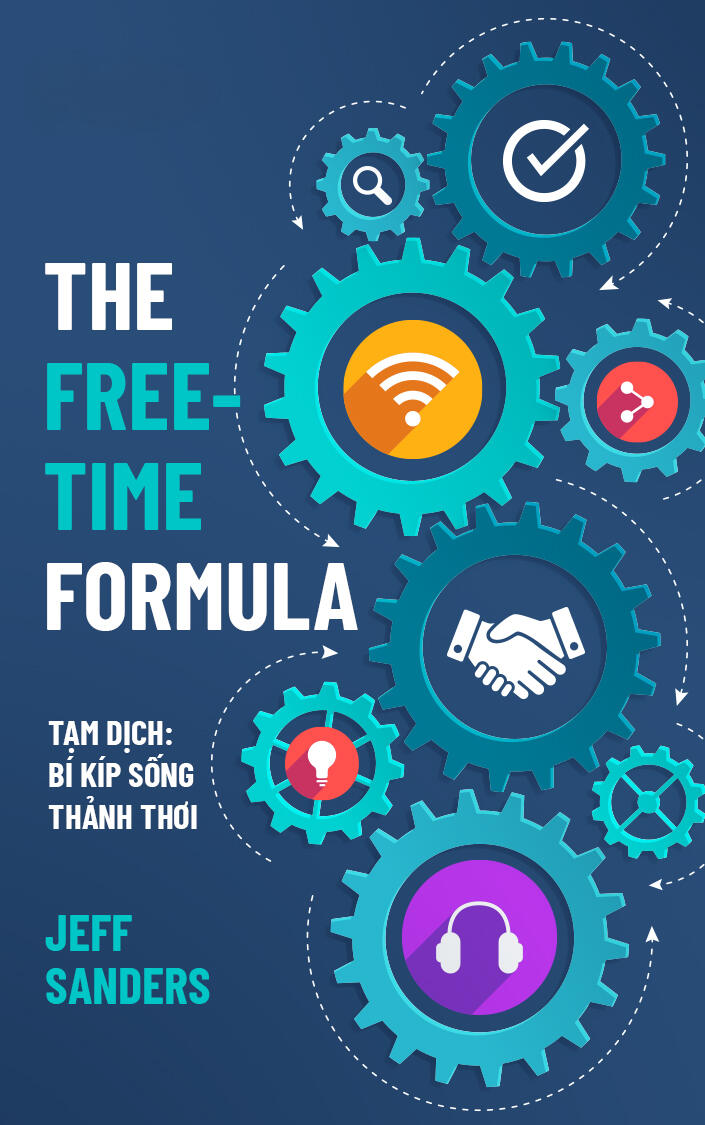 THE
FREE-
TIME
FORMULA
TẠM DỊCH:
BÍ KÍP SỐNG
THẢNH THƠI
JEFF
SANDERS